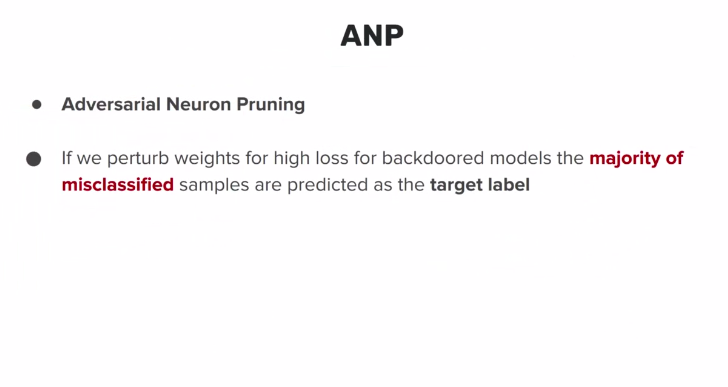 ANP
Adversarial Neuron Pruning
If we perturb weights for high loss for backdoored models the majority of
misclassified samples are predicted as the target label